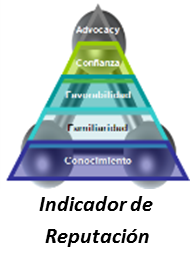 Advocacy
Confianza
Favorabilidad
Familiaridad
Conocimiento
Indicador de
Reputación